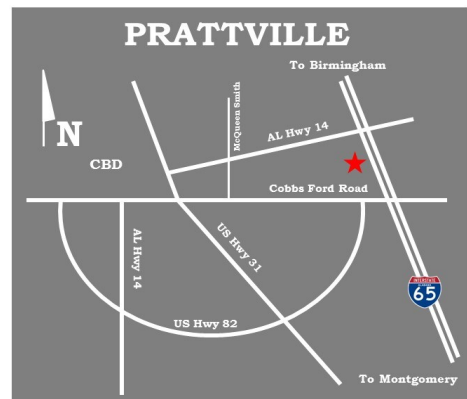 PRATTVILLE
To Birmingham
McQueen Smith
AL Hwy 14
N
CBD
Cobbs Ford Road
AL Hwy 14
US Hwy 31
INTERSTATE
65
US Hwy 82
To Montgomery